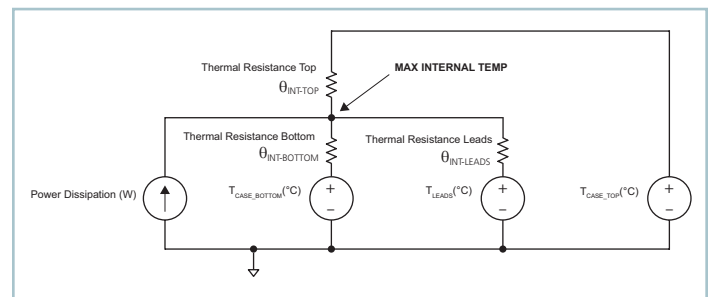 Thermal Resistance Top
θINT-TOP
MAX INTERNAL TEMP
Thermal Resistance Bottom
θINT-BOTTOM
Thermal Resistance Leads
θINT-LEADS
Power Dissipation (W)
+
–
TCASE_BOTTOM(°C)
+
–
TLEADS(°C)
+
–
TCASE_TOP(°C)